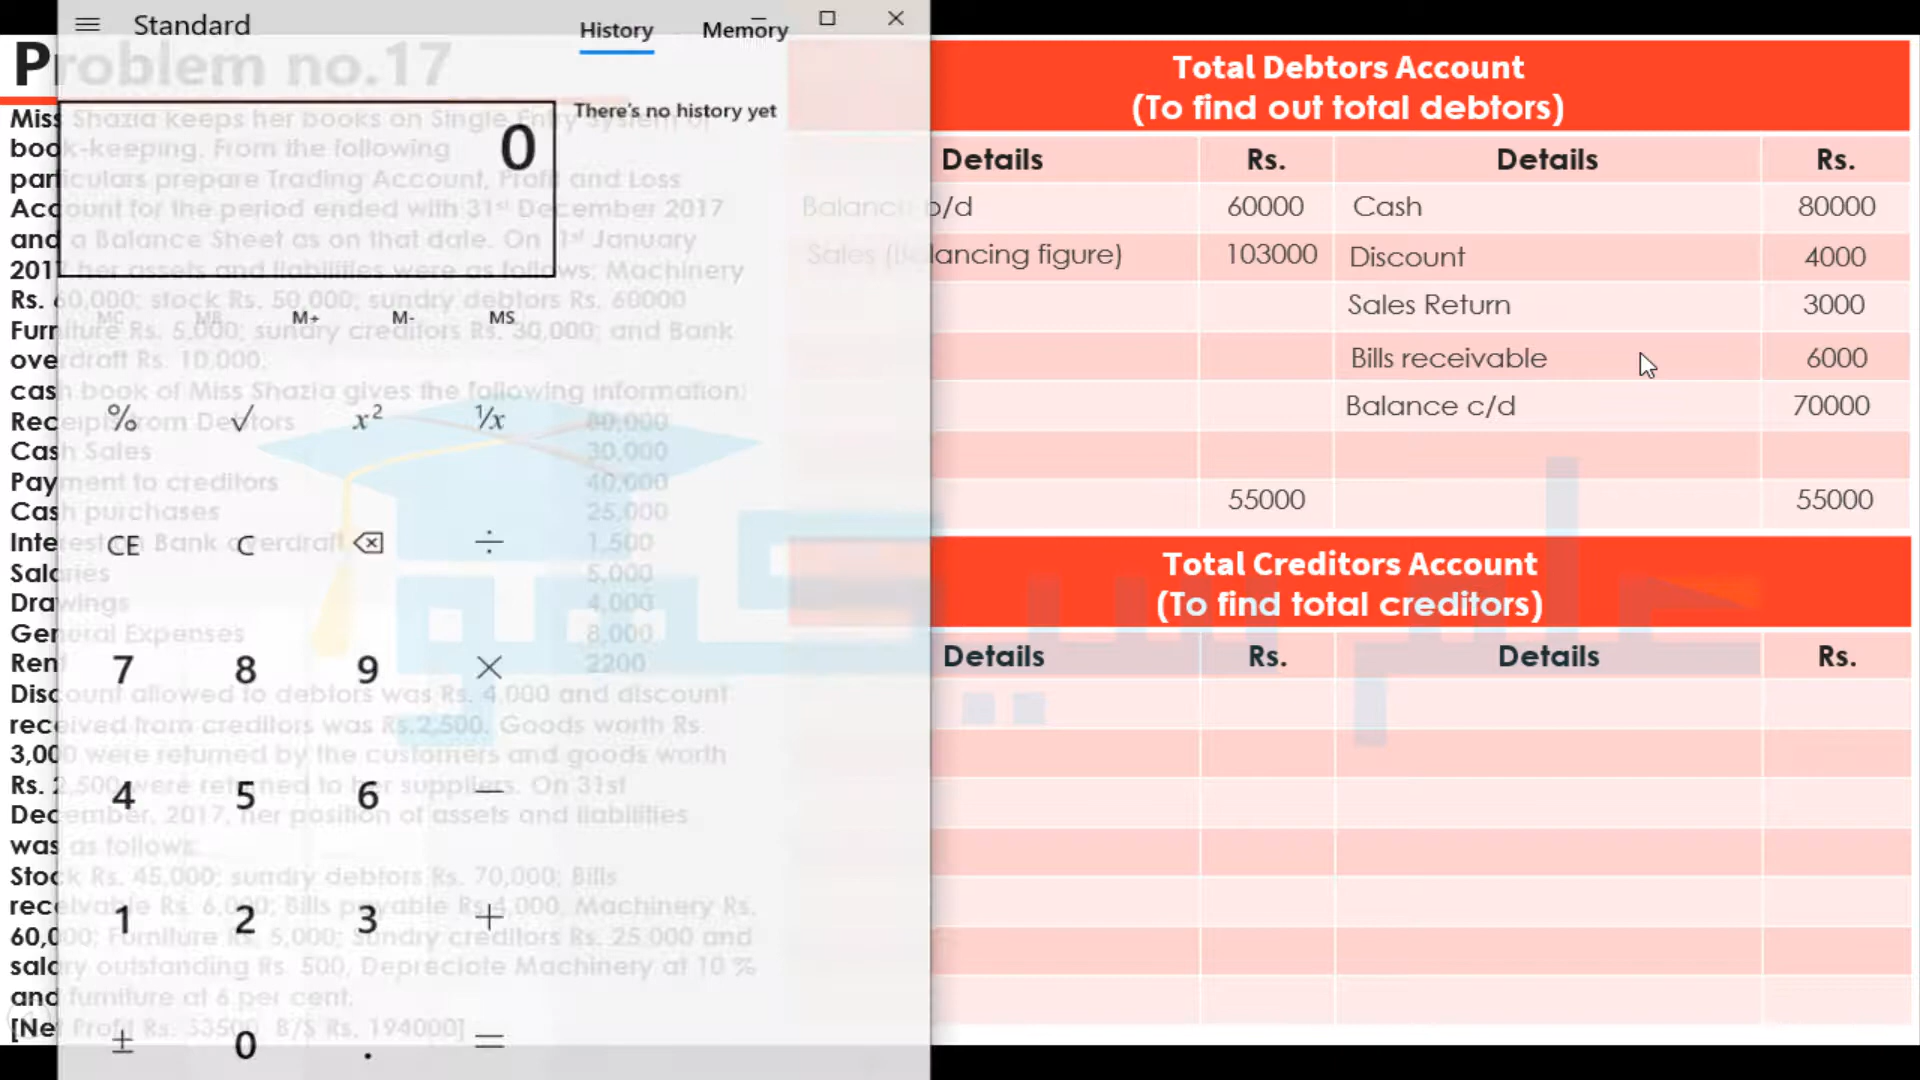 Standard
History
Memory
There's no history yet
0
MC MR M+ M- MS
% √ x² ¹/x
CE C ÷
7 8 9 ×
4 5 6 −
1 2 3 +
± 0 . =
Problem no.17
Miss Shazia keeps her books on Single Entry System of
book-keeping. From the following
particulars prepare Trading Account, Profit and Loss
Account for the period ended with 31st December 2017
and a Balance Sheet as on that date. On 1st January
2017 her assets and liabilities were as follows: Machinery
Rs. 60,000; stock Rs. 50,000; sundry debtors Rs. 60000
Furniture Rs. 5,000; sundry creditors Rs. 30,000; and Bank
overdraft Rs. 10,000.
cash book of Miss Shazia gives the following information:
Receipts from Debtors 80,000
Cash Sales 30,000
Payment to creditors 40,000
Cash purchases 25,000
Interest on Bank overdraft 1,500
Salaries 5,000
Drawings 4,000
General Expenses 8,000
Rent 2200
Discount allowed to debtors was Rs. 4,000 and discount
received from creditors was Rs.2,500. Goods worth Rs.
3,000 were returned by the customers and goods worth
Rs. 2,500 were returned to her suppliers. On 31st
December, 2017, her position of assets and liabilities
was as follows:
Stock Rs. 45,000; sundry debtors Rs. 70,000; Bills
receivable Rs. 6,000; Bills payable Rs 4,000, Machinery Rs.
60,000; Furniture Rs. 5,000; Sundry creditors Rs. 25,000 and
salary outstanding Rs. 500, Depreciate Machinery at 10 %
and furniture at 6 per cent.
[Net Profit Rs. 33500 B/S Rs. 194000]
Total Debtors Account
(To find out total debtors)
Details Rs. Details Rs.
Balance b/d 60000 Cash 80000
Sales (Balancing figure) 103000 Discount 4000
Sales Return 3000
Bills receivable 6000
Balance c/d 70000
55000 55000
Total Creditors Account
(To find total creditors)
Details Rs. Details Rs.